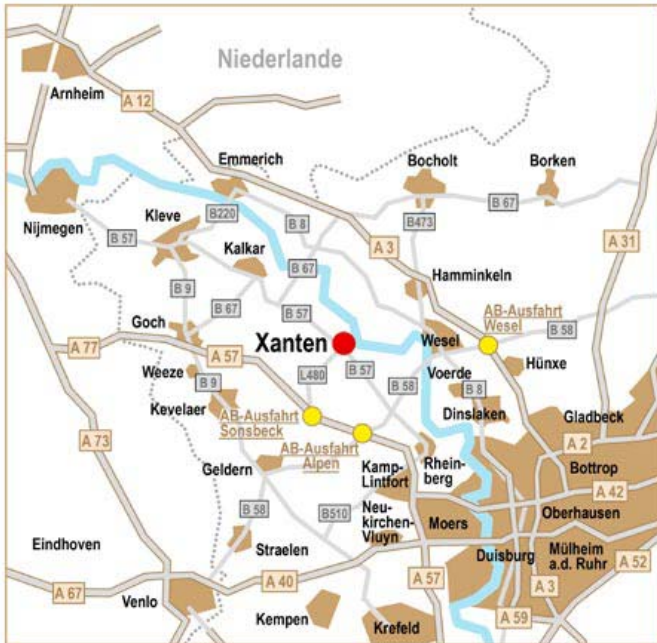 Niederlande
Arnheim
A 12
Emmerich
Bocholt
Borken
B220
B 8
B 67
B473
Nijmegen
B 57
Kleve
Kalkar
A 3
A 31
B 67
Hamminkeln
B 9
B 67
B 57
AB-Ausfahrt
Wesel
Goch
Xanten
Wesel
B 58
A 77
A 57
B 57
Hünxe
Weeze
B 9
L480
B 58
Voerde
B 8
Kevelaer
Dinslaken
AB-Ausfahrt
Sonsbeck
Gladbeck
A 73
AB-Ausfahrt
Alpen
A 2
Geldern
Kamp-
Lintfort
Rhein-
berg
Bottrop
A 42
B 58
B510
Neu-
kirchen-
Vluyn
Moers
Oberhausen
Eindhoven
Straelen
Duisburg
Mülheim
a.d. Ruhr
A 52
A 67
A 40
A 57
A 3
Venlo
Kempen
Krefeld
A 59